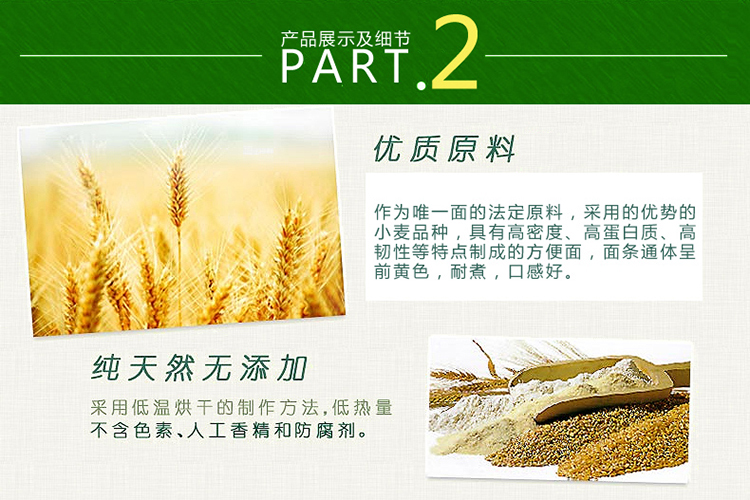 产品展示及细节
PART.2
优质原料
作为唯一面的法定原料，采用的优势的
小麦品种，具有高密度、高蛋白质、高
韧性等特点制成的方便面，面条通体呈
前黄色，耐煮，口感好。
纯天然无添加
采用低温烘干的制作方法,低热量
不含色素、人工香精和防腐剂。